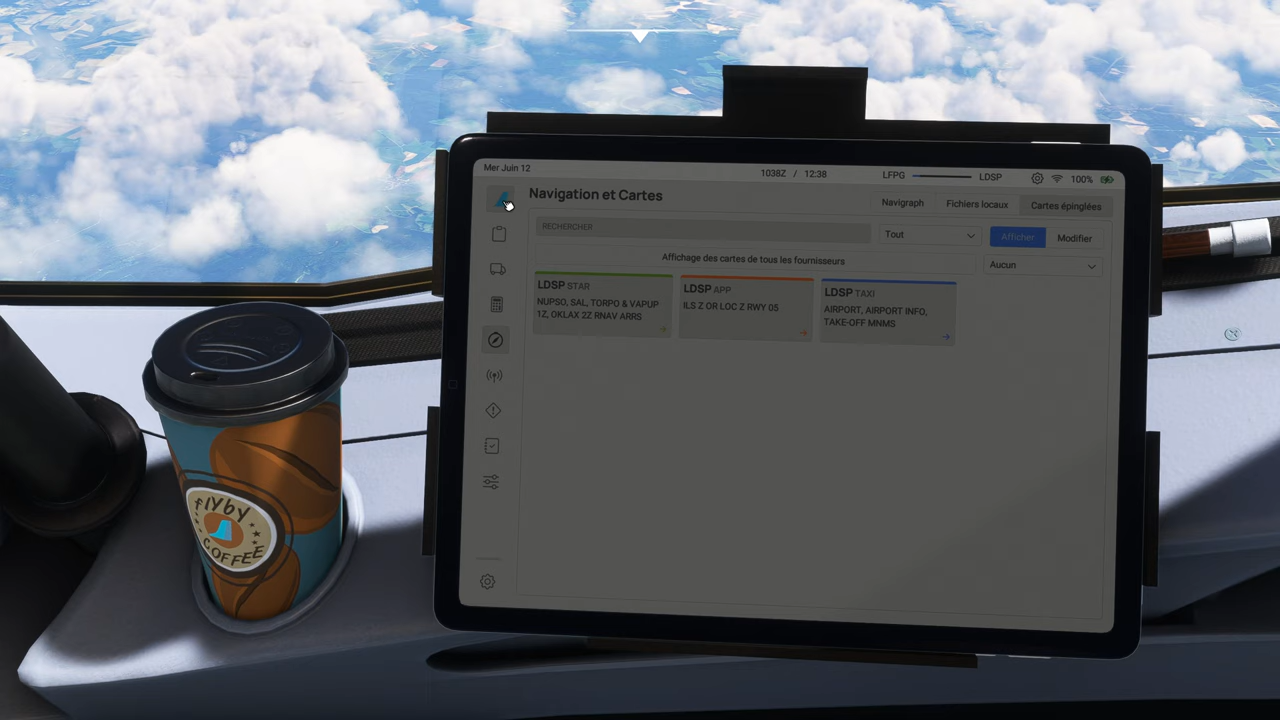 Mer Juin 12
1038Z / 12:38
LFPG
LDSP
100%
Navigation et Cartes
Navigraph
Fichiers locaux
Cartes épinglées
RECHERCHER
Tout
Afficher
Modifier
Affichage des cartes de tous les fournisseurs
Aucun
LDSP STAR
NUPSO, SAL, TORPO & VAPUP
1Z, OKLAX 2Z RNAV ARRS
LDSP APP
ILS Z OR LOC Z RWY 05
LDSP TAXI
AIRPORT, AIRPORT INFO,
TAKE-OFF MNMS
flyby
COFFEE